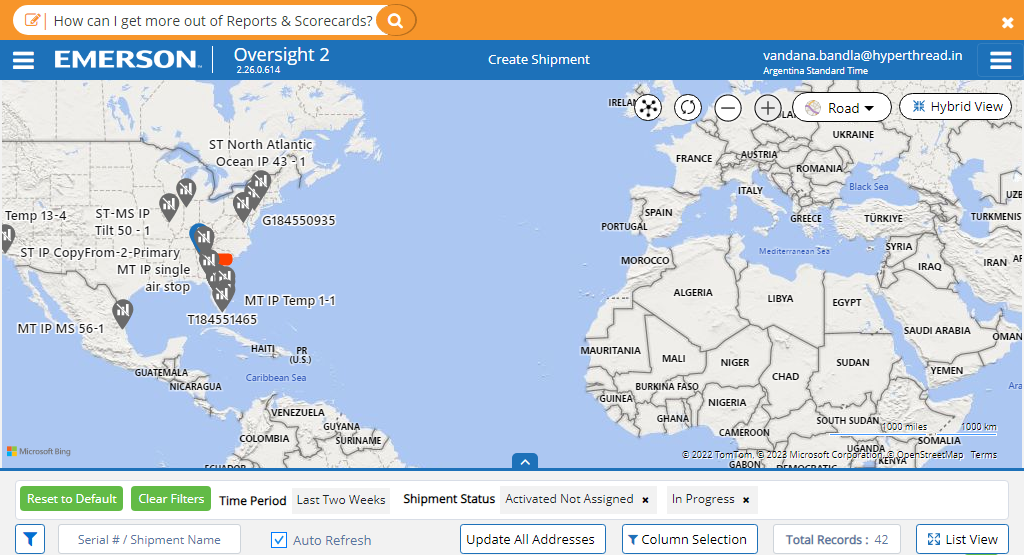 How can I get more out of Reports & Scorecards?
EMERSON
Oversight 2
2.26.0.614
Create Shipment
vandana.bandla@hyperthread.in
Argentina Standard Time
Road
Hybrid View
UKRAINE
FRANCE
AUSTRIA
ROMANIA
ITALY
Black Sea
SPAIN
GREECE
TÜRKIYE
PORTUGAL
Mediterranean Sea
SYRIA
MOROCCO
IRAQ
IRAN
ALGERIA
LIBYA
EGYPT
SAUDI ARABIA
OMAN
MAURITANIA
MALI
NIGER
CHAD
SUDAN
YEMEN
BURKINA FASO
GUINEA
NIGERIA
GHANA
CAMEROON
SOUTH SUDAN
SOMALIA
UGANDA
KENYA
GABON
ST North Atlantic
Ocean IP 43 - 1
Temp 13-4
ST-MS IP
Tilt 50 - 1
G184550935
ST IP CopyFrom-2-Primary
MT IP single
air stop
MT IP Temp 1-1
T184551465
MT IP MS 56-1
HAITI
PR
(U.S.)
GUATEMALA
NICARAGUA
Caribbean Sea
VENEZUELA
GUYANA
COLOMBIA
SURINAME
Microsoft Bing
1000 miles
1000 km
© 2022 TomTom, © 2023 Microsoft Corporation, © OpenStreetMap Terms
Reset to Default
Clear Filters
Time Period
Last Two Weeks
Shipment Status
Activated Not Assigned ×
In Progress ×
Serial # / Shipment Name
Auto Refresh
Update All Addresses
Column Selection
Total Records : 42
List View